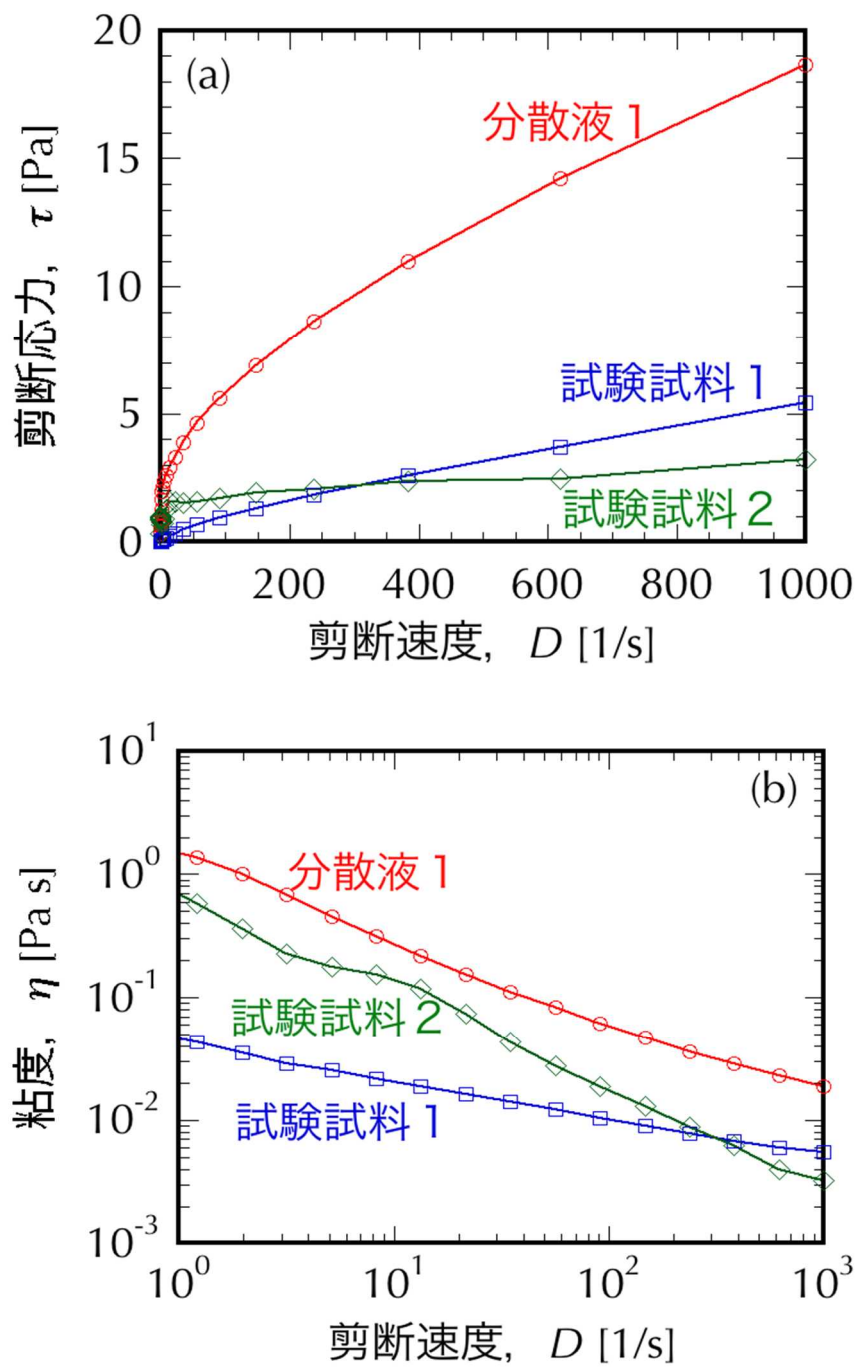 (a)
20
15
10
5
0
剪断応力, τ [Pa]
分散液1
試験試料1
試験試料2
0 200 400 600 800 1000
剪断速度, D [1/s]
(b)
10¹
10⁰
10⁻¹
10⁻²
10⁻³
粘度, η [Pa s]
分散液1
試験試料2
試験試料1
10⁰ 10¹ 10² 10³
剪断速度, D [1/s]